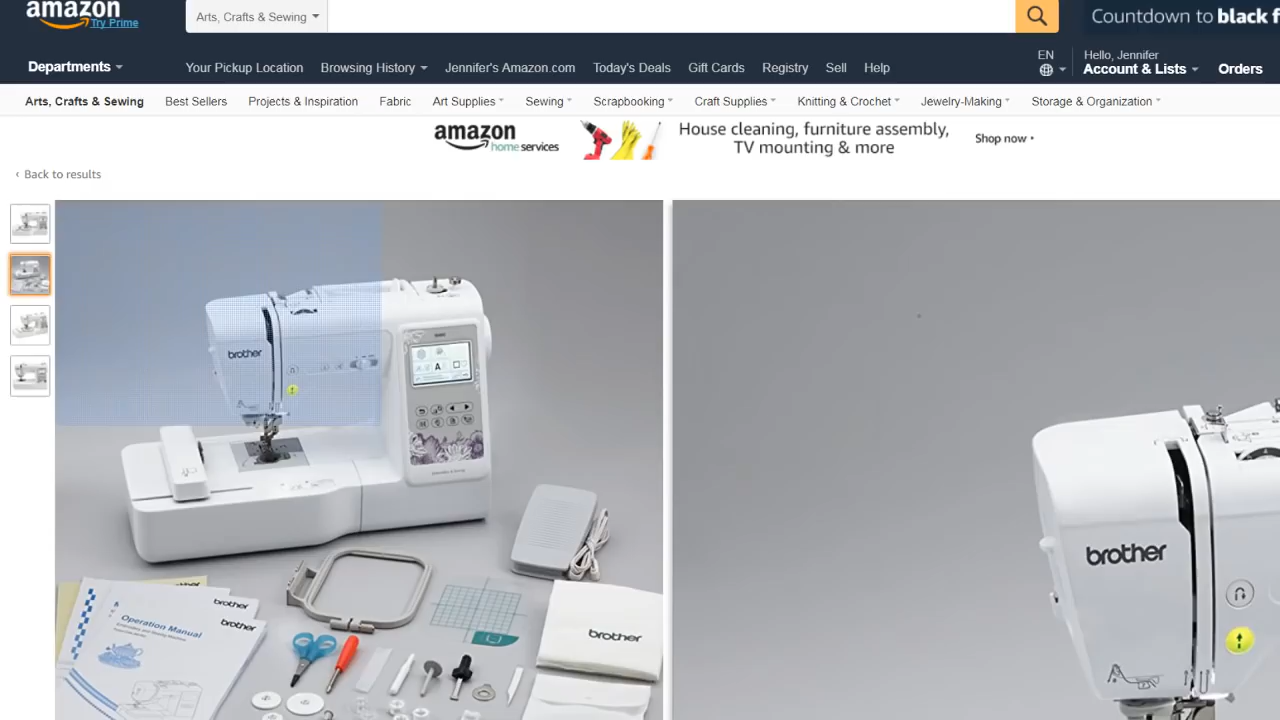 amazon
Try Prime
Arts, Crafts & Sewing
Countdown to black f
Departments
Your Pickup Location
Browsing History
Jennifer's Amazon.com
Today's Deals
Gift Cards
Registry
Sell
Help
EN
Hello, Jennifer
Account & Lists
Orders
Arts, Crafts & Sewing
Best Sellers
Projects & Inspiration
Fabric
Art Supplies
Sewing
Scrapbooking
Craft Supplies
Knitting & Crochet
Jewelry-Making
Storage & Organization
amazon
home services
House cleaning, furniture assembly,
TV mounting & more
Shop now
‹ Back to results
brother
A
brother
brother
brother
Operation Manual
brother
brother